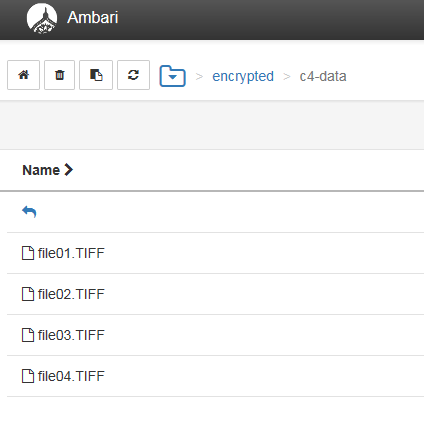 Ambari
> encrypted > c4-data
Name
file01.TIFF
file02.TIFF
file03.TIFF
file04.TIFF